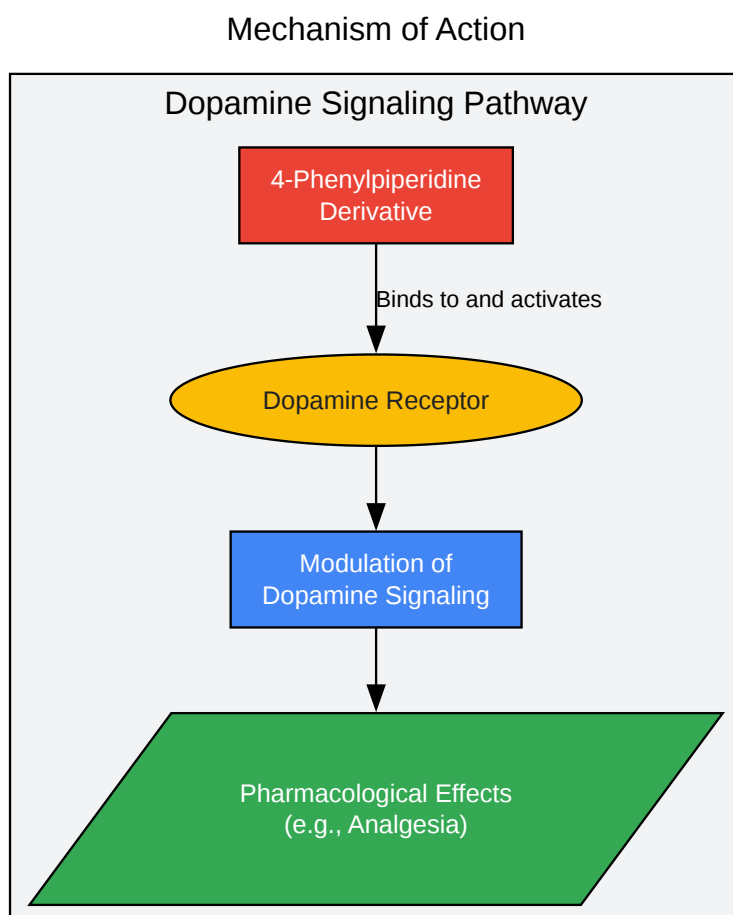 Mechanism of Action
Dopamine Signaling Pathway
4-Phenylpiperidine
Derivative
Binds to and activates
Dopamine Receptor
Modulation of
Dopamine Signaling
Pharmacological Effects
(e.g., Analgesia)